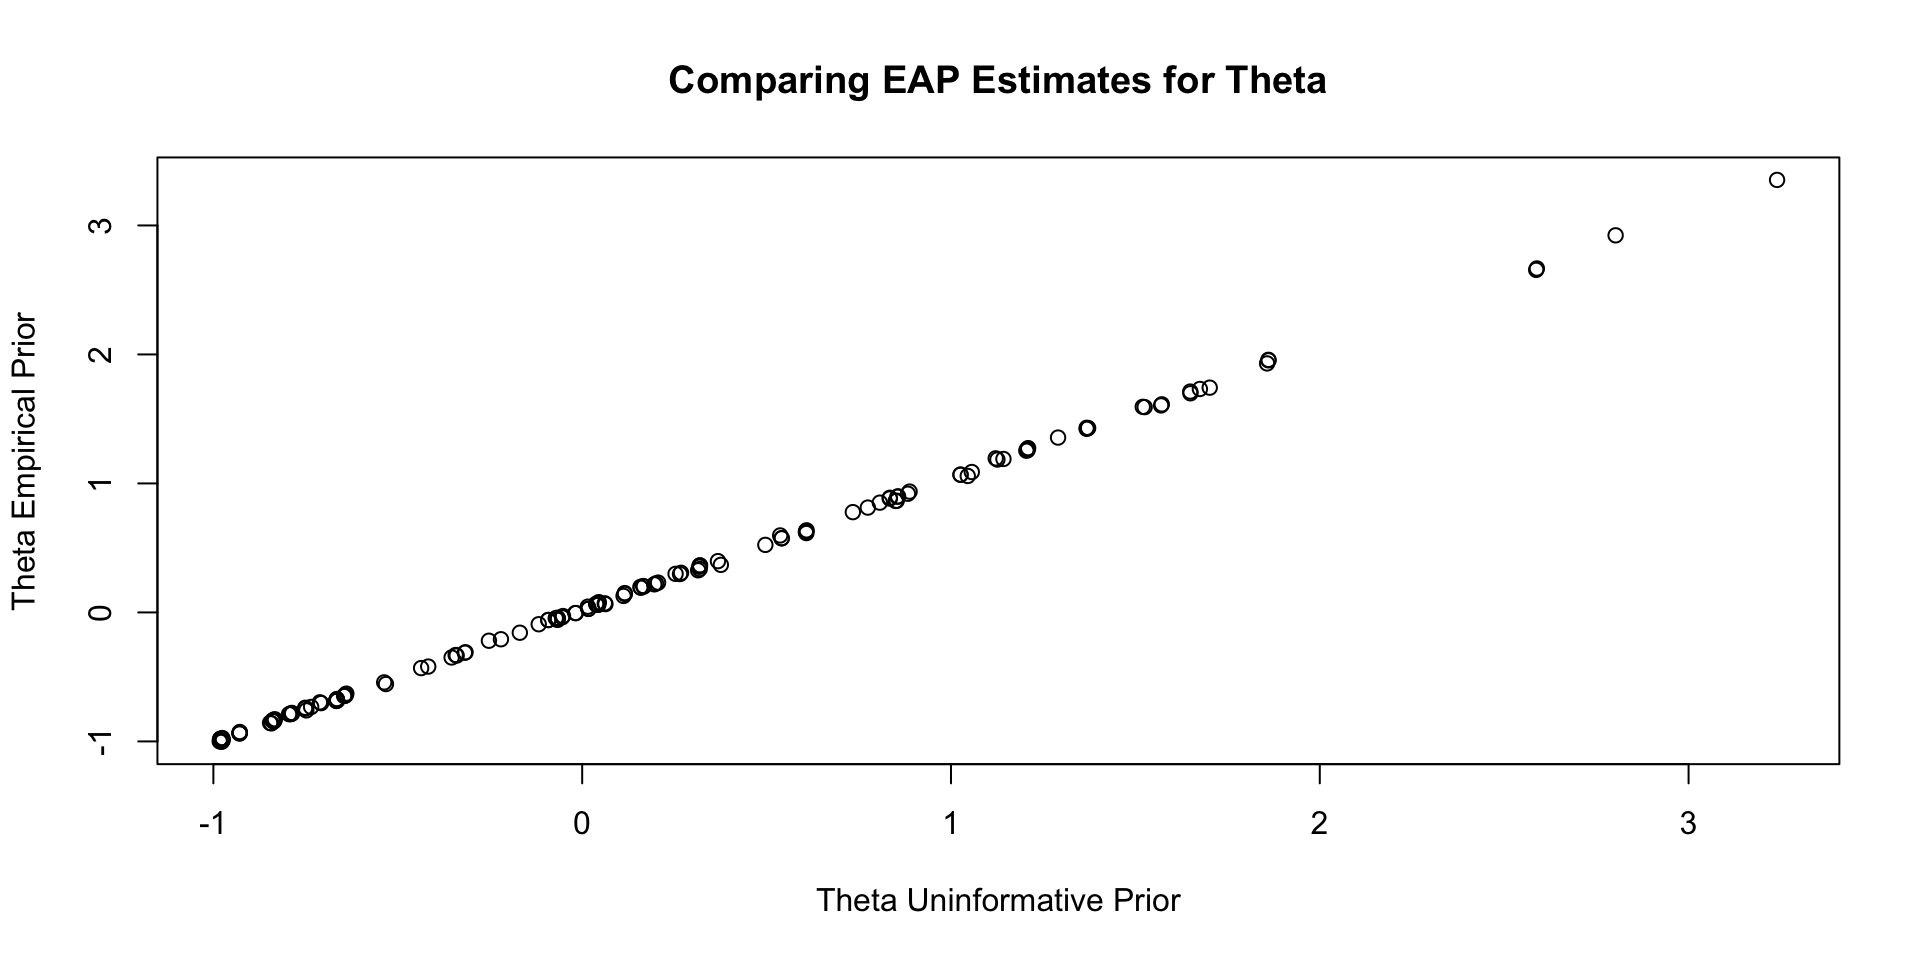 Comparing EAP Estimates for Theta
Theta Empirical Prior
3
2
1
0
-1
-1 0 1 2 3
Theta Uninformative Prior